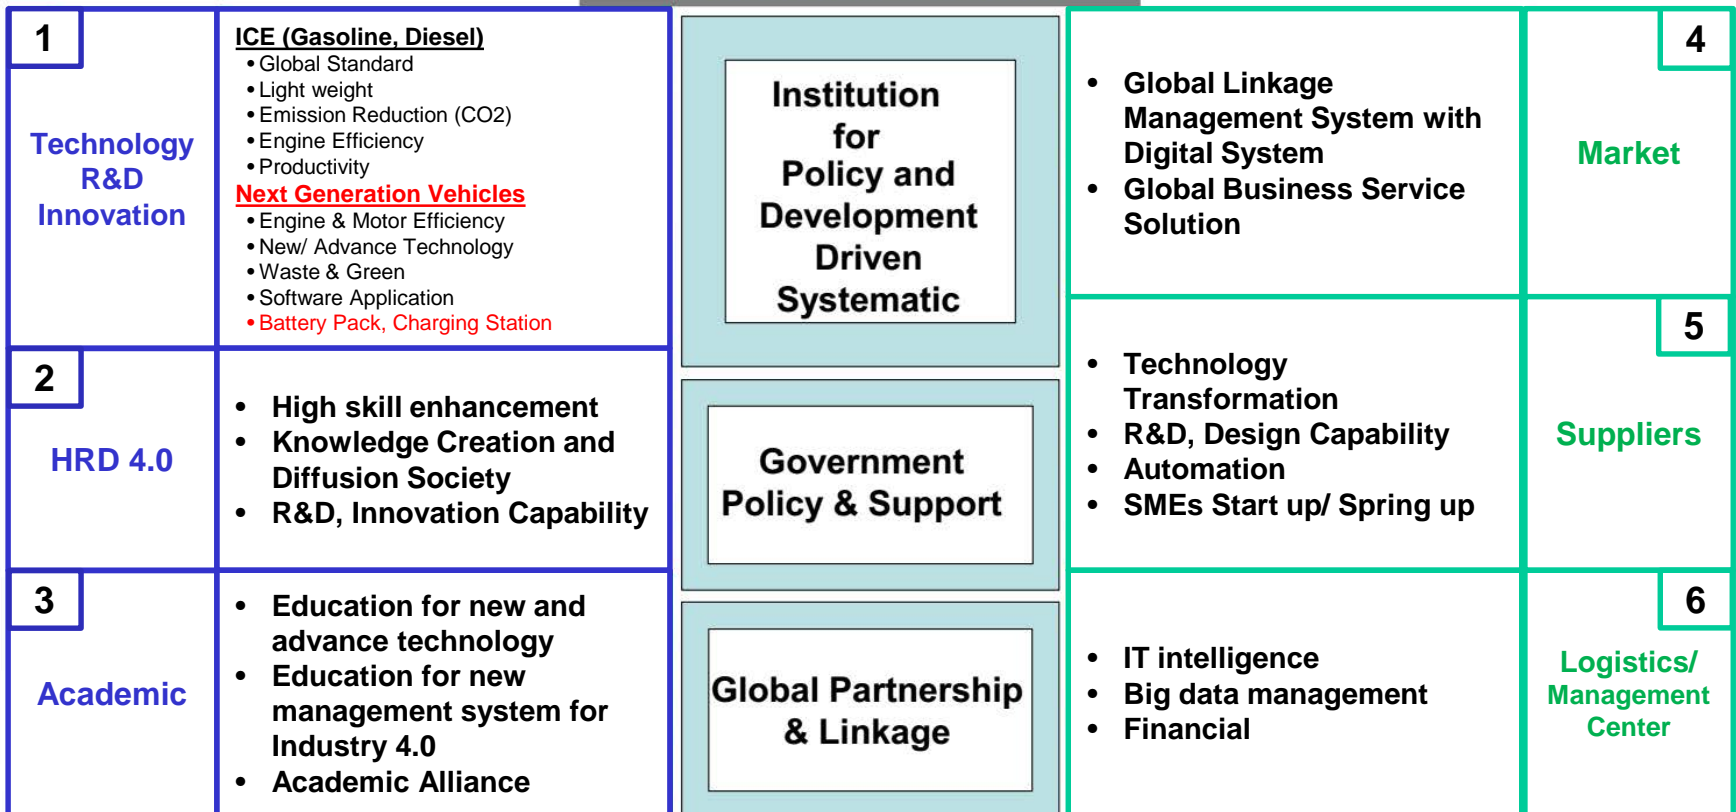 1
Technology
R&D
Innovation
ICE (Gasoline, Diesel)
• Global Standard
• Light weight
• Emission Reduction (CO2)
• Engine Efficiency
• Productivity
Next Generation Vehicles
• Engine & Motor Efficiency
• New/ Advance Technology
• Waste & Green
• Software Application
• Battery Pack, Charging Station
2
HRD 4.0
• High skill enhancement
• Knowledge Creation and
Diffusion Society
• R&D, Innovation Capability
3
Academic
• Education for new and
advance technology
• Education for new
management system for
Industry 4.0
• Academic Alliance
Institution
for
Policy and
Development
Driven
Systematic
Government
Policy & Support
Global Partnership
& Linkage
• Global Linkage
Management System with
Digital System
• Global Business Service
Solution
4
Market
• Technology
Transformation
• R&D, Design Capability
• Automation
• SMEs Start up/ Spring up
5
Suppliers
• IT intelligence
• Big data management
• Financial
6
Logistics/
Management
Center